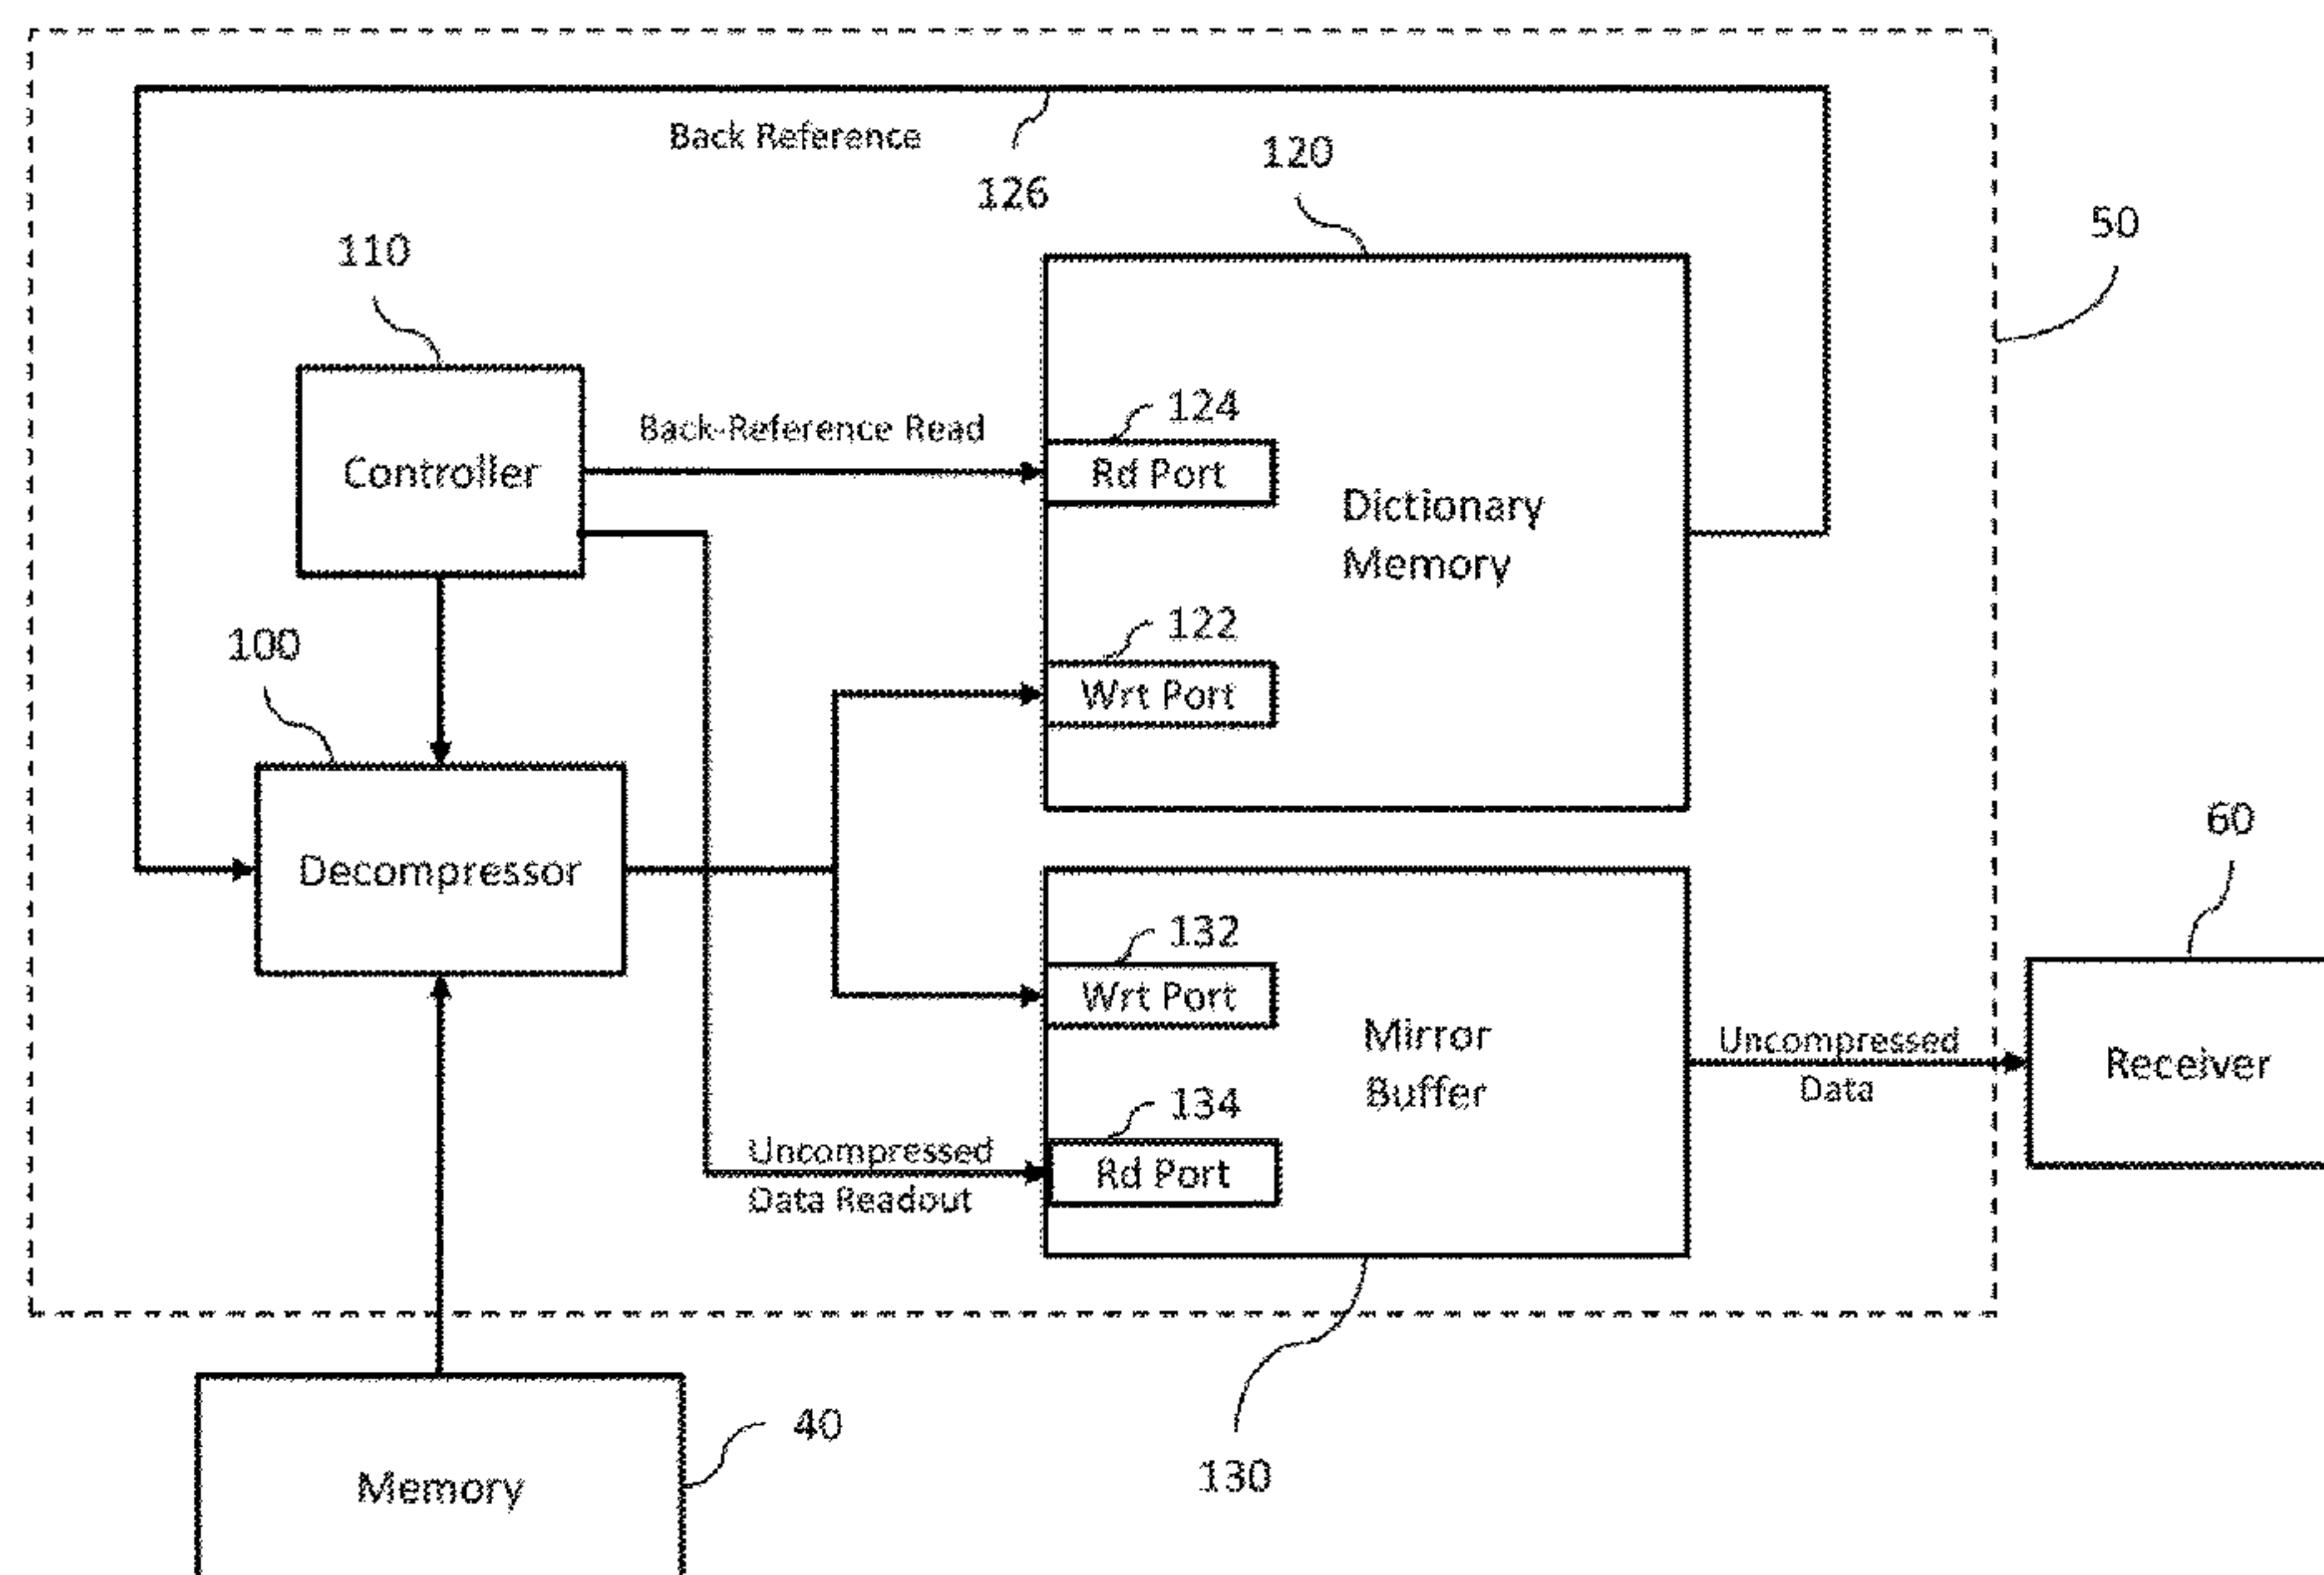 Back Reference
126
120
50
110
124
Back-Reference Read
Rd Port
Controller
Dictionary
Memory
122
100
Wrt Port
60
Decompressor
132
Wrt Port
Mirror
Buffer
Uncompressed
Data
Receiver
134
Uncompressed
Data Readout
Rd Port
40
130
Memory